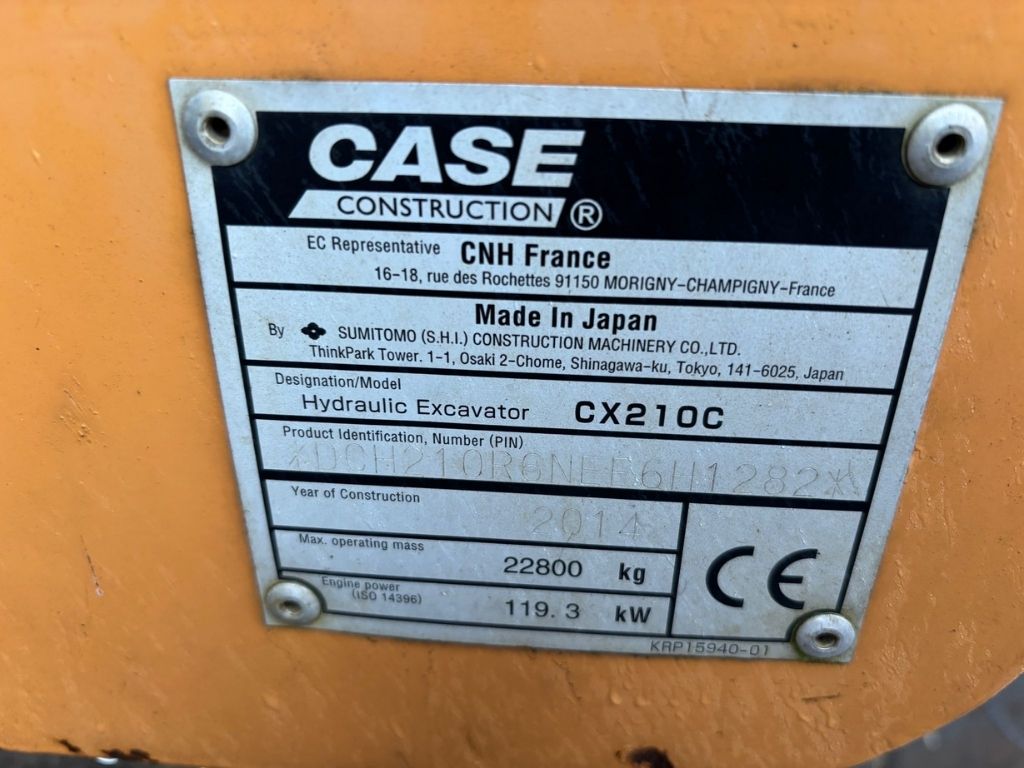 CASE
CONSTRUCTION ®
EC Representative CNH France
16-18, rue des Rochettes 91150 MORIGNY-CHAMPIGNY-France
Made In Japan
By SUMITOMO (S.H.I.) CONSTRUCTION MACHINERY CO.,LTD.
ThinkPark Tower. 1-1, Osaki 2-Chome, Shinagawa-ku, Tokyo, 141-6025, Japan
Designation/Model
Hydraulic Excavator CX210C
Product Identification, Number (PIN)
Year of Construction
2014
Max. operating mass
22800 kg
Engine power
(ISO 14396)
119. 3 kW
CE
KRP15940-01